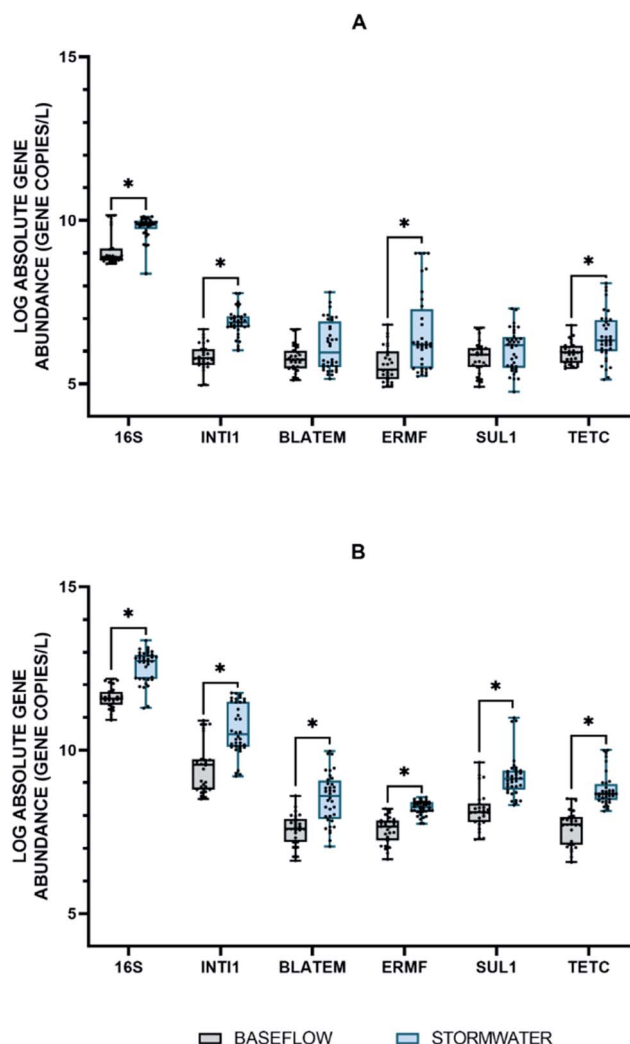 A
LOG ABSOLUTE GENE
ABUNDANCE (GENE COPIES/L)
15
10
5
*
*
*
*
16S INTI1 BLATEM ERMF SUL1 TETC
B
LOG ABSOLUTE GENE
ABUNDANCE (GENE COPIES/L)
15
10
5
*
*
*
*
*
*
16S INTI1 BLATEM ERMF SUL1 TETC
BASEFLOW STORMWATER